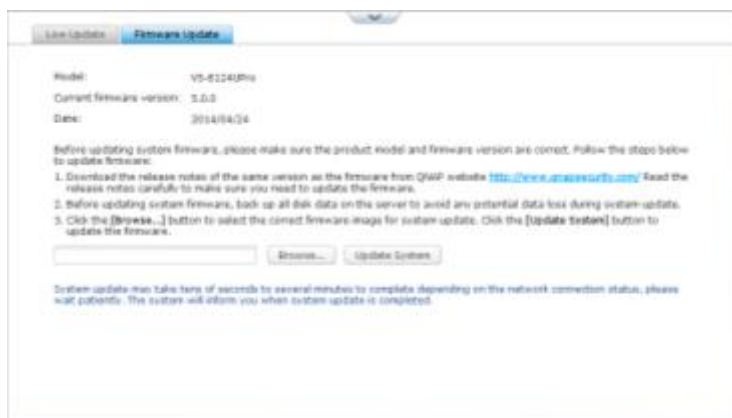 Live Update Firmware Update
Model: VS-6124UPro
Current firmware version: 5.0.0
Date: 2014/04/24
Before updating system firmware, please make sure the product model and firmware version are correct. Follow the steps below
to update firmware:
1. Download the release notes of the same version as the firmware from QNAP website http://www.qnapsecurity.com/ Read the
release notes carefully to make sure you need to update the firmware.
2. Before updating system firmware, back up all disk data on the server to avoid any potential data loss during system update.
3. Click the [Browse...] button to select the correct firmware image for system update. Click the [Update System] button to
update the firmware.
Browse... Update System
System update may take tens of seconds to several minutes to complete depending on the network connection status, please
wait patiently. The system will inform you when system update is completed.